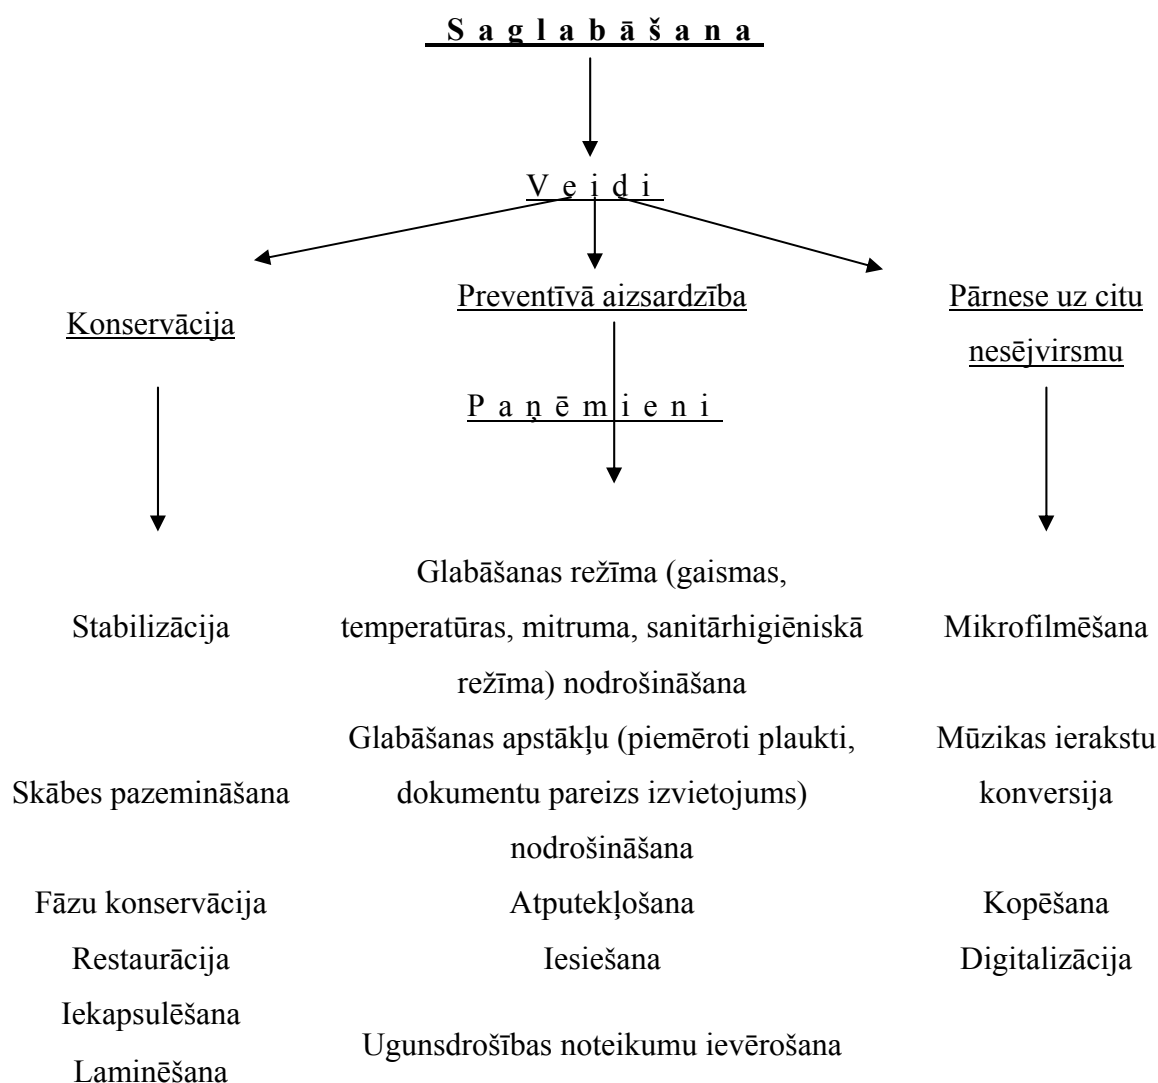 S a g l a b ā š a n a
V e i d i
Konservācija
Preventīvā aizsardzība
Pārnese uz citu
nesējvirsmu
P a ņ ē m i e n i
Stabilizācija
Glabāšanas režīma (gaismas,
temperatūras, mitruma, sanitārhigiēniskā
režīma) nodrošināšana
Mikrofilmēšana
Skābes pazemināšana
Glabāšanas apstākļu (piemēroti plaukti,
dokumentu pareizs izvietojums)
nodrošināšana
Mūzikas ierakstu
konversija
Fāzu konservācija
Atputekļošana
Kopēšana
Restaurācija
Iesiešana
Digitalizācija
Iekapsulēšana
Laminēšana
Ugunsdrošības noteikumu ievērošana